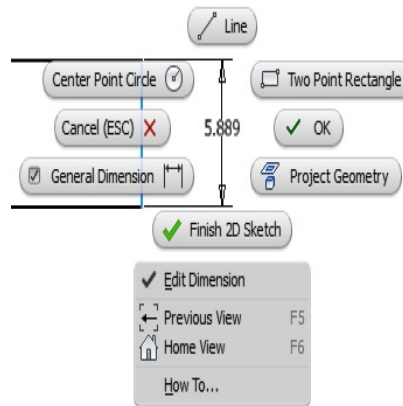 Line
Center Point Circle
Two Point Rectangle
Cancel (ESC)
5.889
OK
General Dimension
Project Geometry
Finish 2D Sketch
Edit Dimension
Previous View F5
Home View F6
How To...